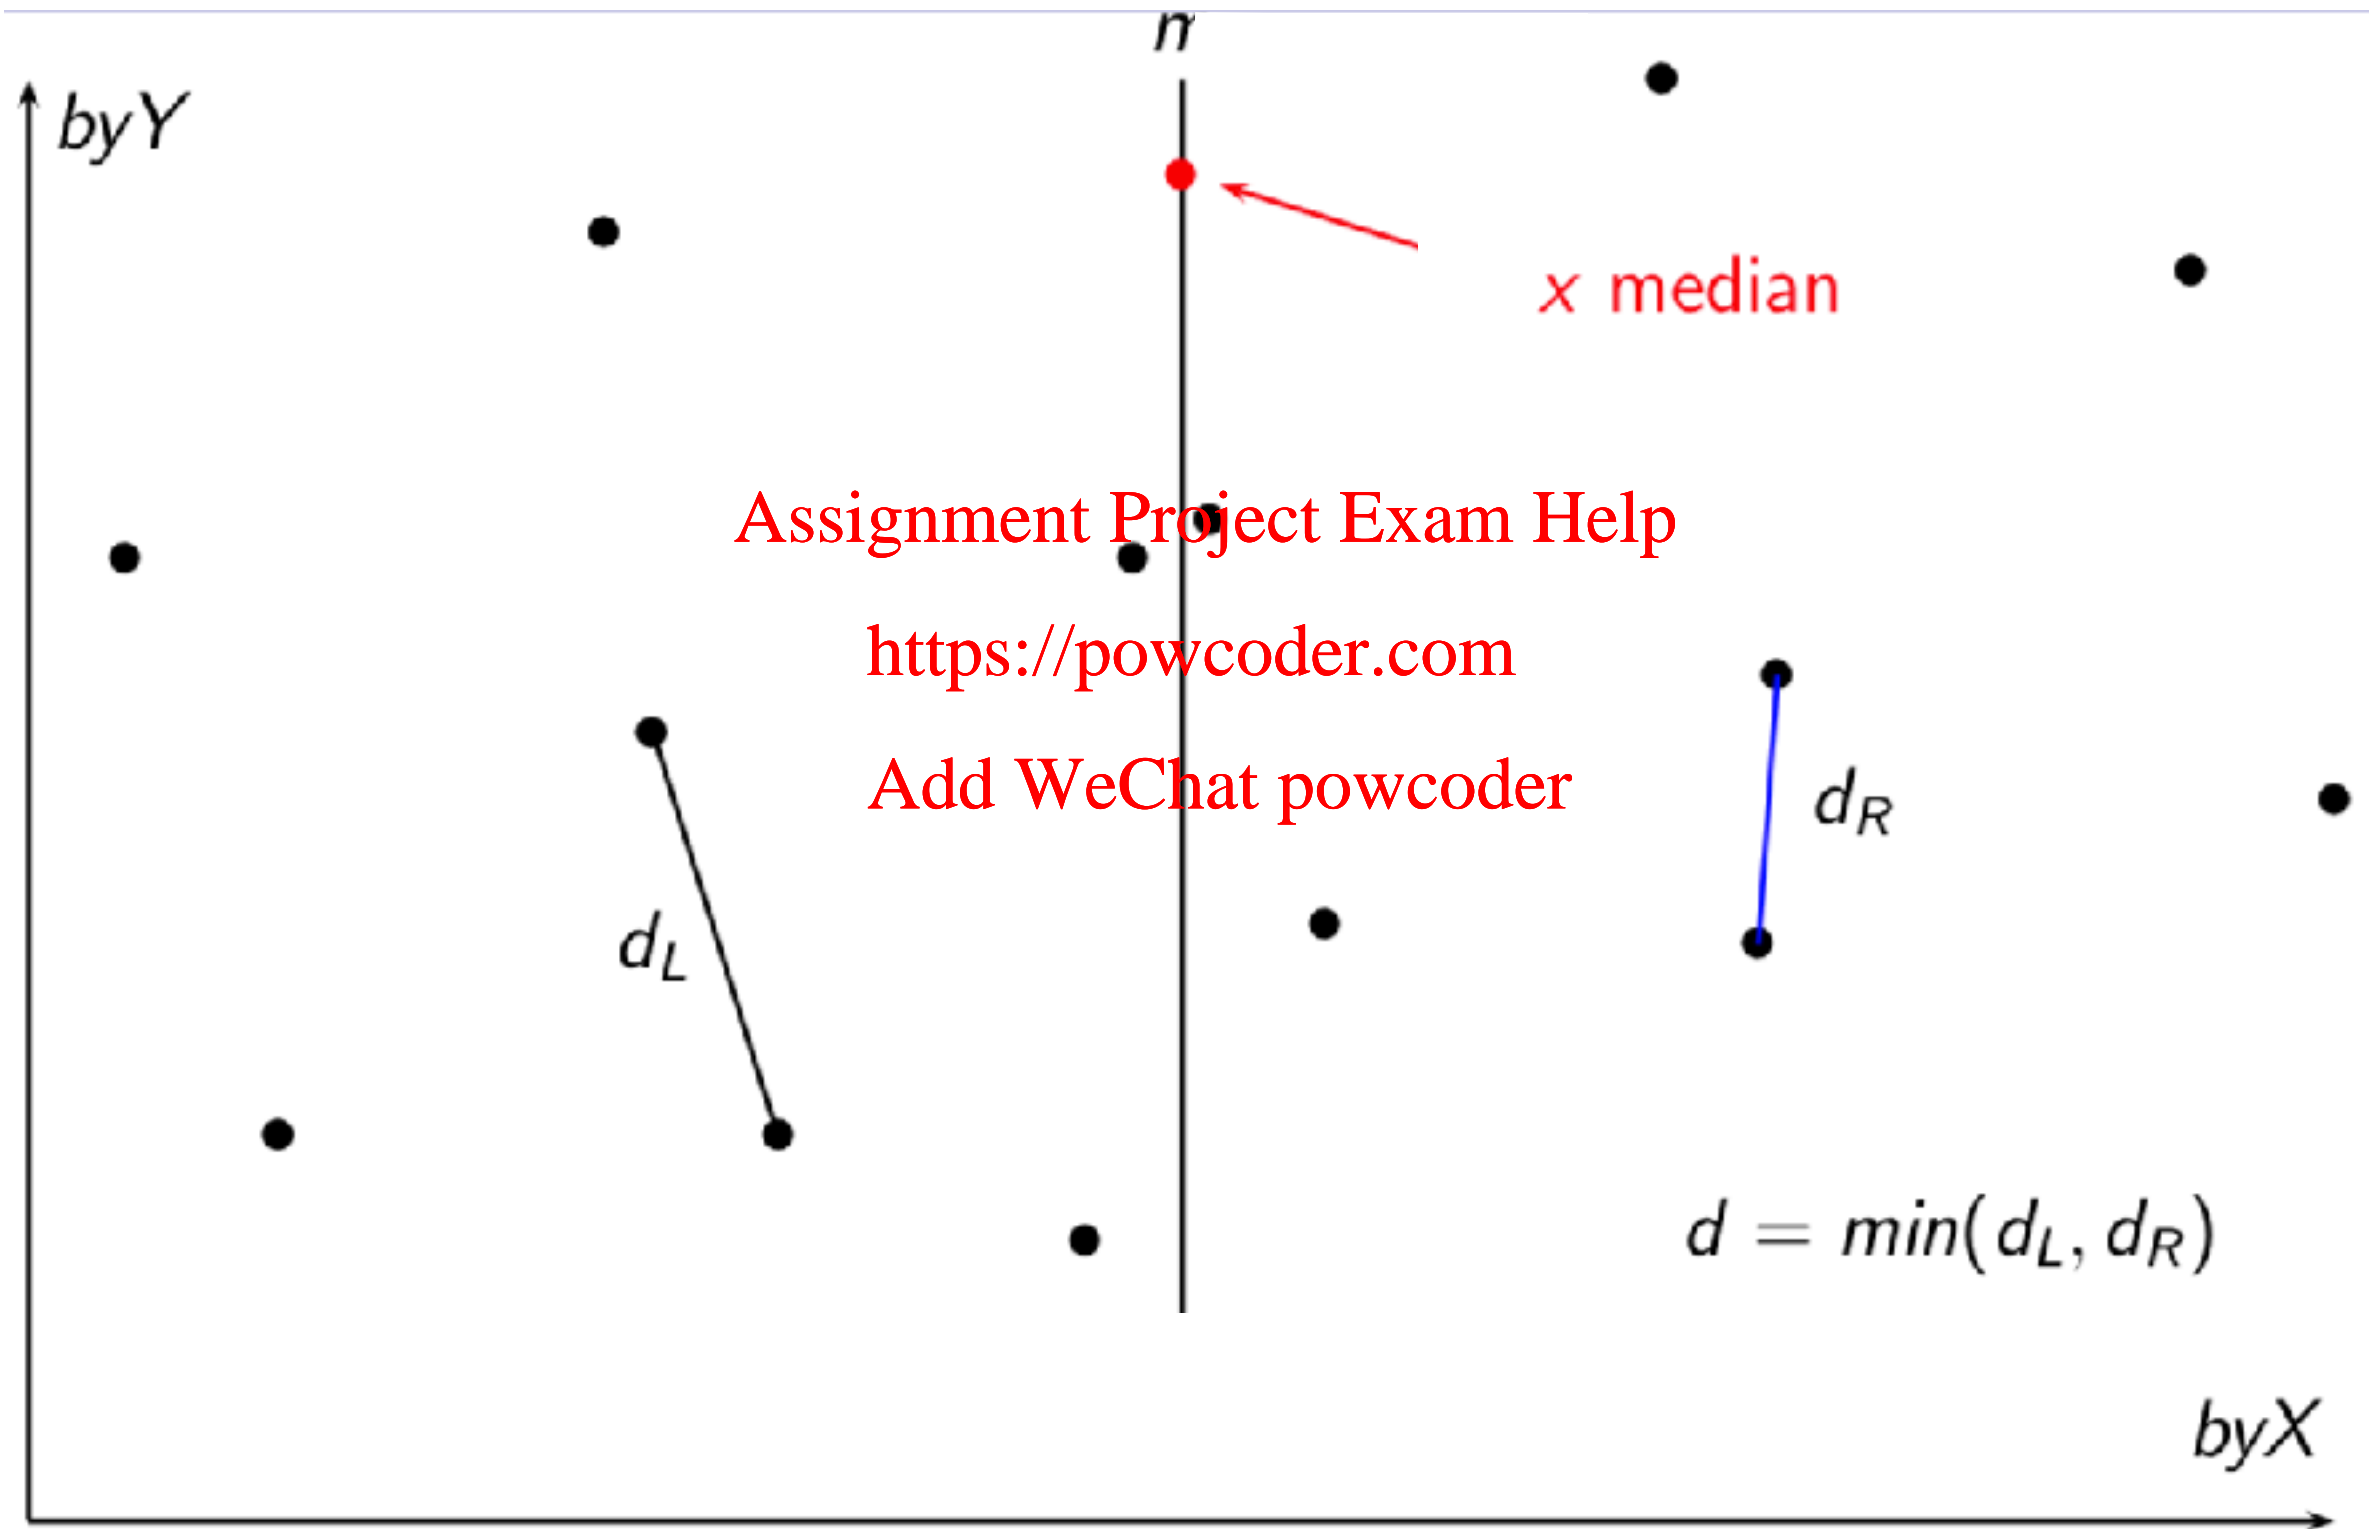 byY
x median
Assignment Project Exam Help
https://powcoder.com
Add WeChat powcoder
d_R
d_L
d = min(d_L, d_R)
byX